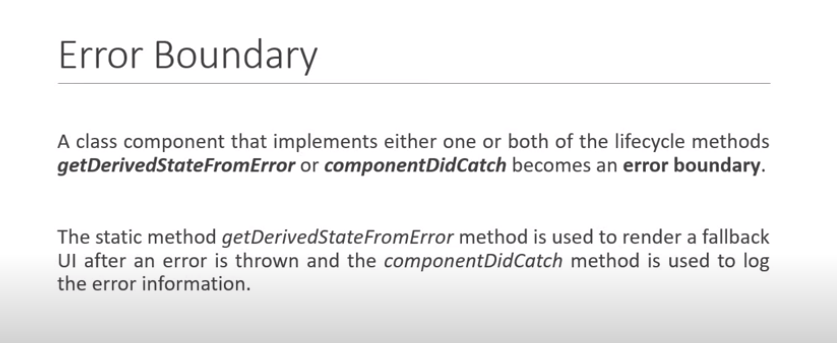 Error Boundary
A class component that implements either one or both of the lifecycle methods
getDerivedStateFromError or componentDidCatch becomes an error boundary.
The static method getDerivedStateFromError method is used to render a fallback
UI after an error is thrown and the componentDidCatch method is used to log
the error information.